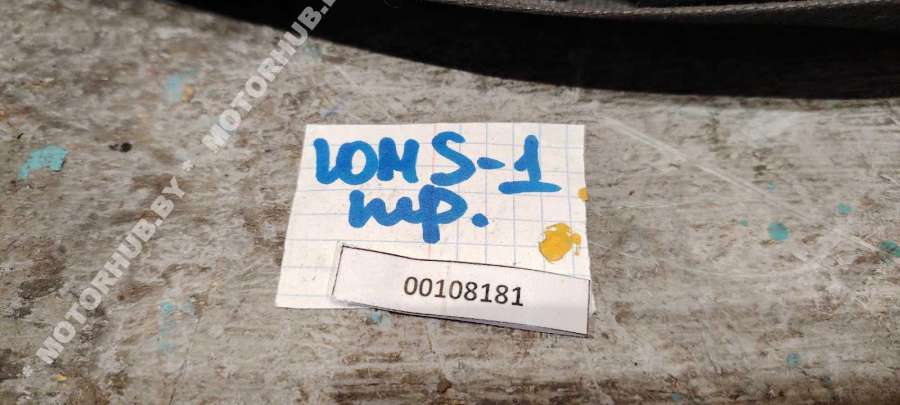 MOTORHUB.BY - MOTORHUB.BY
юн S-1
пр.
00108181